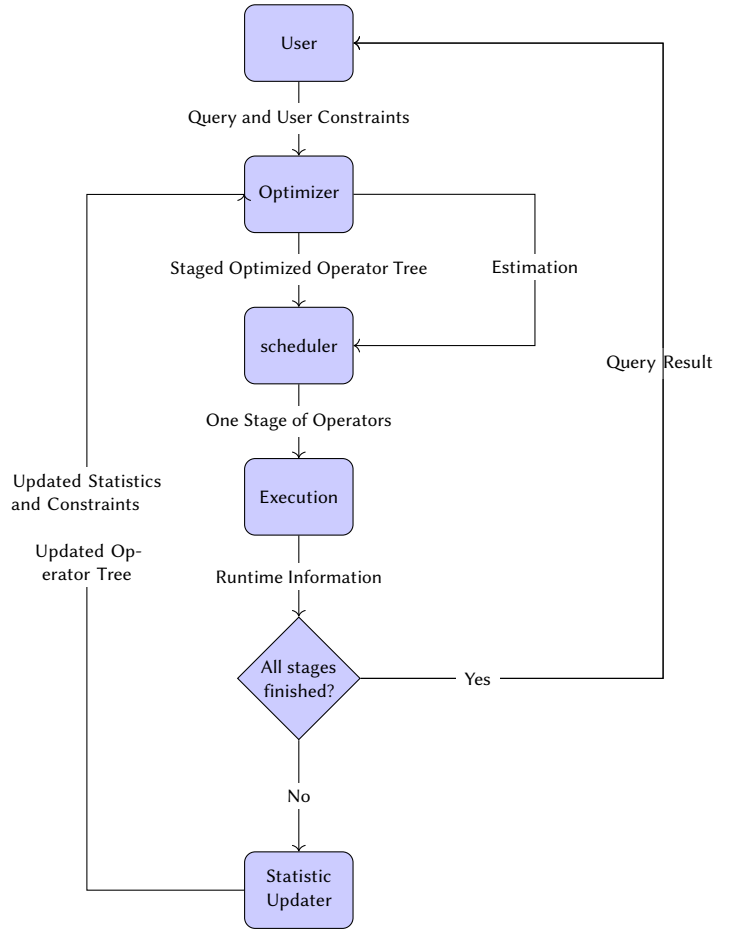 User
Query and User Constraints
Optimizer
Staged Optimized Operator Tree
Estimation
scheduler
Query Result
One Stage of Operators
Updated Statistics
and Constraints
Execution
Updated Op-
erator Tree
Runtime Information
All stages
finished?
Yes
No
Statistic
Updater